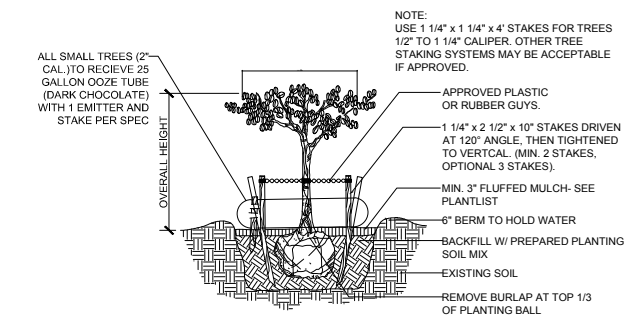 NOTE:
USE 1 1/4" x 1 1/4" x 4' STAKES FOR TREES
1/2" TO 1 1/4" CALIPER. OTHER TREE
STAKING SYSTEMS MAY BE ACCEPTABLE
IF APPROVED.
ALL SMALL TREES (2"
CAL.)TO RECIEVE 25
GALLON OOZE TUBE
(DARK CHOCOLATE)
WITH 1 EMITTER AND
STAKE PER SPEC
OVERALL HEIGHT
APPROVED PLASTIC
OR RUBBER GUYS.
1 1/4" x 2 1/2" x 10" STAKES DRIVEN
AT 120° ANGLE, THEN TIGHTENED
TO VERTCAL. (MIN. 2 STAKES,
OPTIONAL 3 STAKES).
MIN. 3" FLUFFED MULCH- SEE
PLANTLIST
6" BERM TO HOLD WATER
BACKFILL W/ PREPARED PLANTING
SOIL MIX
EXISTING SOIL
REMOVE BURLAP AT TOP 1/3
OF PLANTING BALL